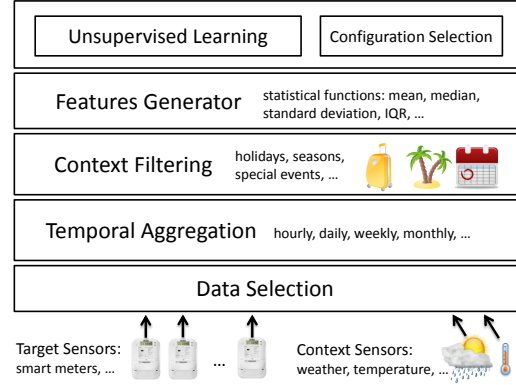 Unsupervised Learning
Configuration Selection
Features Generator
statistical functions: mean, median,
standard deviation, IQR, ...
Context Filtering
holidays, seasons,
special events, ...
Temporal Aggregation
hourly, daily, weekly, monthly, ...
Data Selection
Target Sensors:
smart meters, ...
...
Context Sensors:
weather, temperature, ...